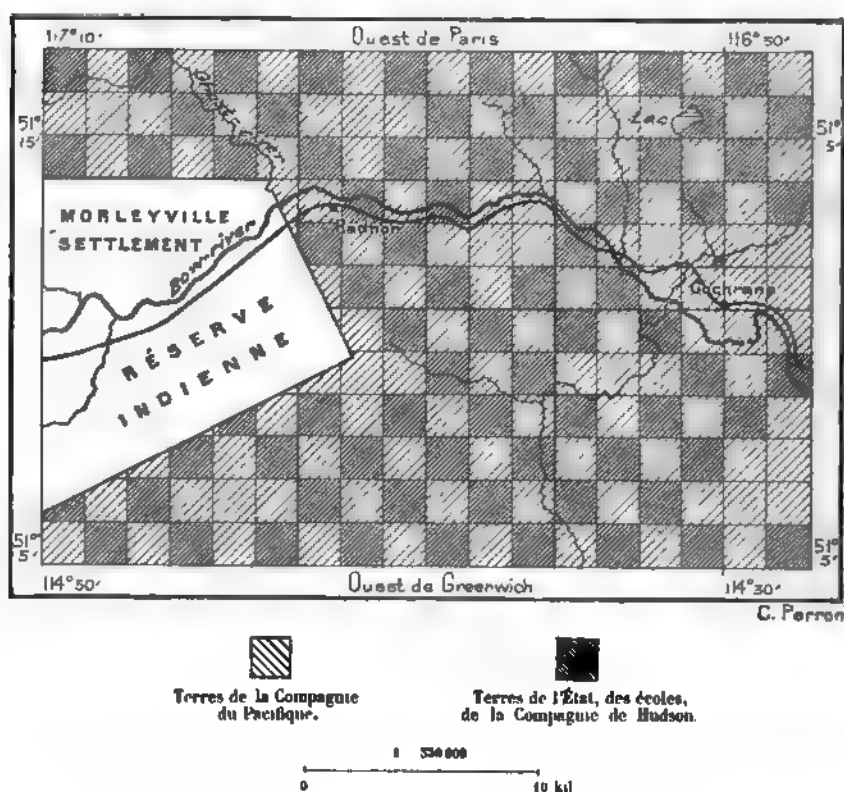 117°10′ Ouest de Paris 116°50′
51°
15′
51°
5′
Lac
MORLEYVILLE
SETTLEMENT
Bow-river
Radnor
Cochrane
RÉSERVE
INDIENNE
51°
5′
51°
5′
114°50′ Ouest de Greenwich 114°30′
C. Perron
Terres de la Compagnie
du Pacifique.
Terres de l'État, des écoles,
de la Compagnie de Hudson.
0 10 kil